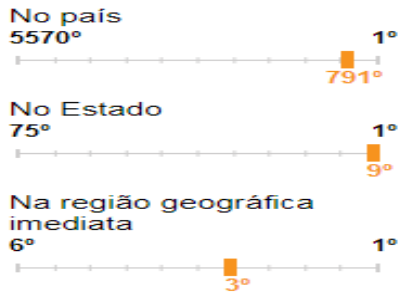 No país
5570º 1º
791º
No Estado
75º 1º
9º
Na região geográfica
imediata
6º 1º
3º